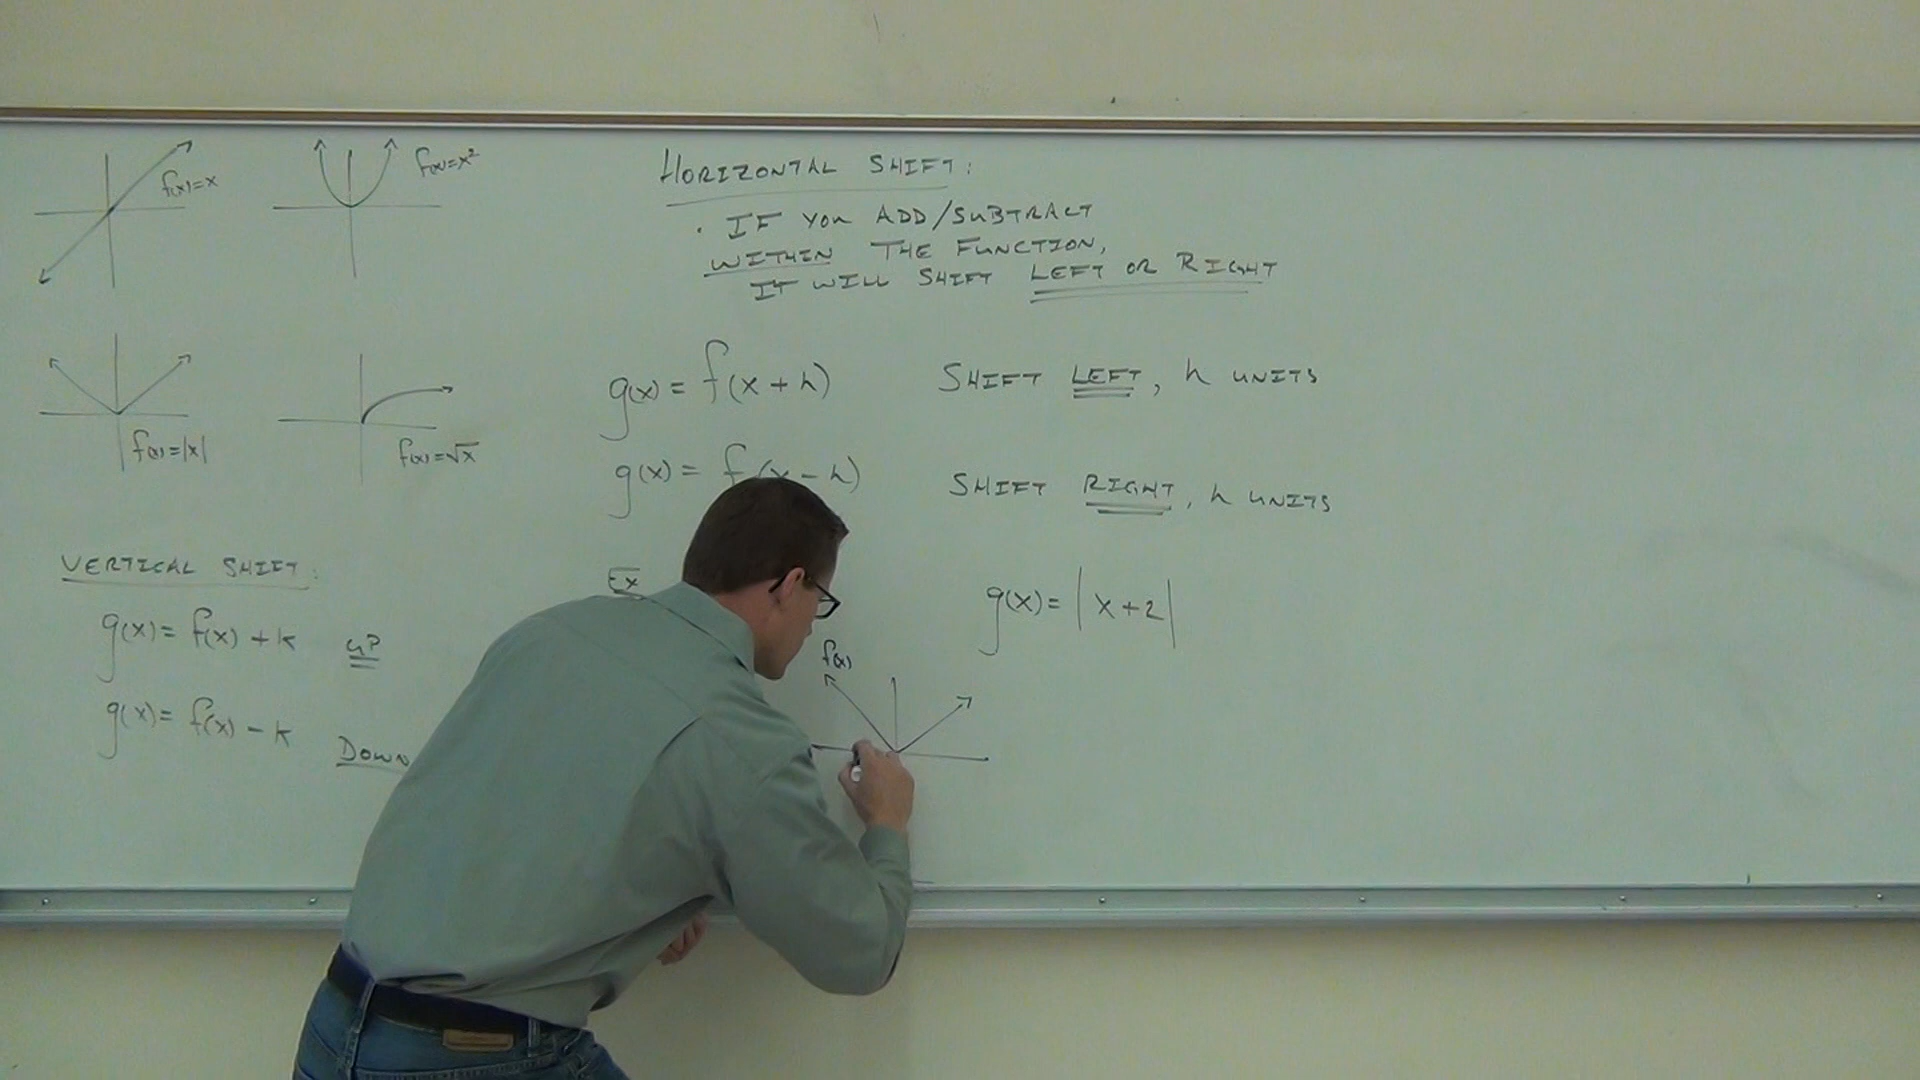 f(x)=x
f(x)=x²
f(x)=|x|
f(x)=√x
VERTICAL SHIFT:
g(x)= f(x) + k UP
g(x)= f(x) - k DOWN
HORIZONTAL SHIFT:
· IF YOU ADD/SUBTRACT
WITHIN THE FUNCTION,
IT WILL SHIFT LEFT OR RIGHT
g(x) = f(x + h) SHIFT LEFT, h UNITS
g(x) = f(x - h) SHIFT RIGHT, h UNITS
Ex
g(x) = |x+2|
f(x)